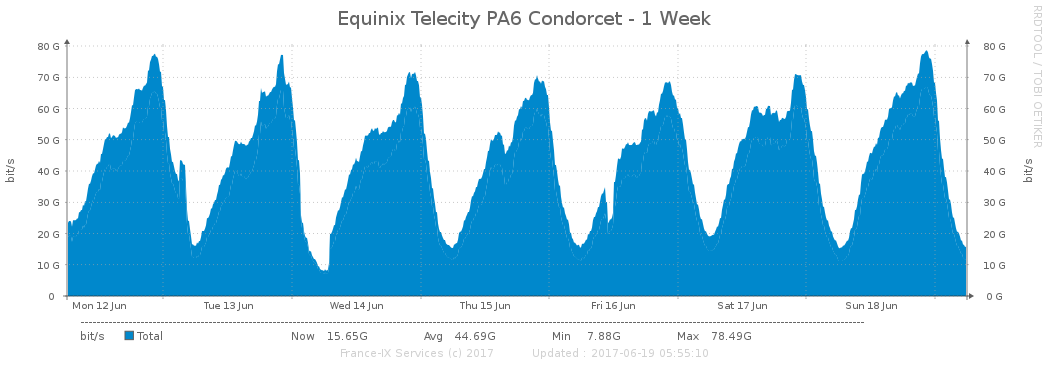 Equinix Telecity PA6 Condorcet - 1 Week
RRDTOOL / TOBI OETIKER
bit/s
80 G
70 G
60 G
50 G
40 G
30 G
20 G
10 G
0
80 G
70 G
60 G
50 G
40 G
30 G
20 G
10 G
0 G
bit/s
Mon 12 Jun Tue 13 Jun Wed 14 Jun Thu 15 Jun Fri 16 Jun Sat 17 Jun Sun 18 Jun
bit/s Total Now 15.65G Avg 44.69G Min 7.88G Max 78.49G
France-IX Services (c) 2017 Updated : 2017-06-19 05:55:10